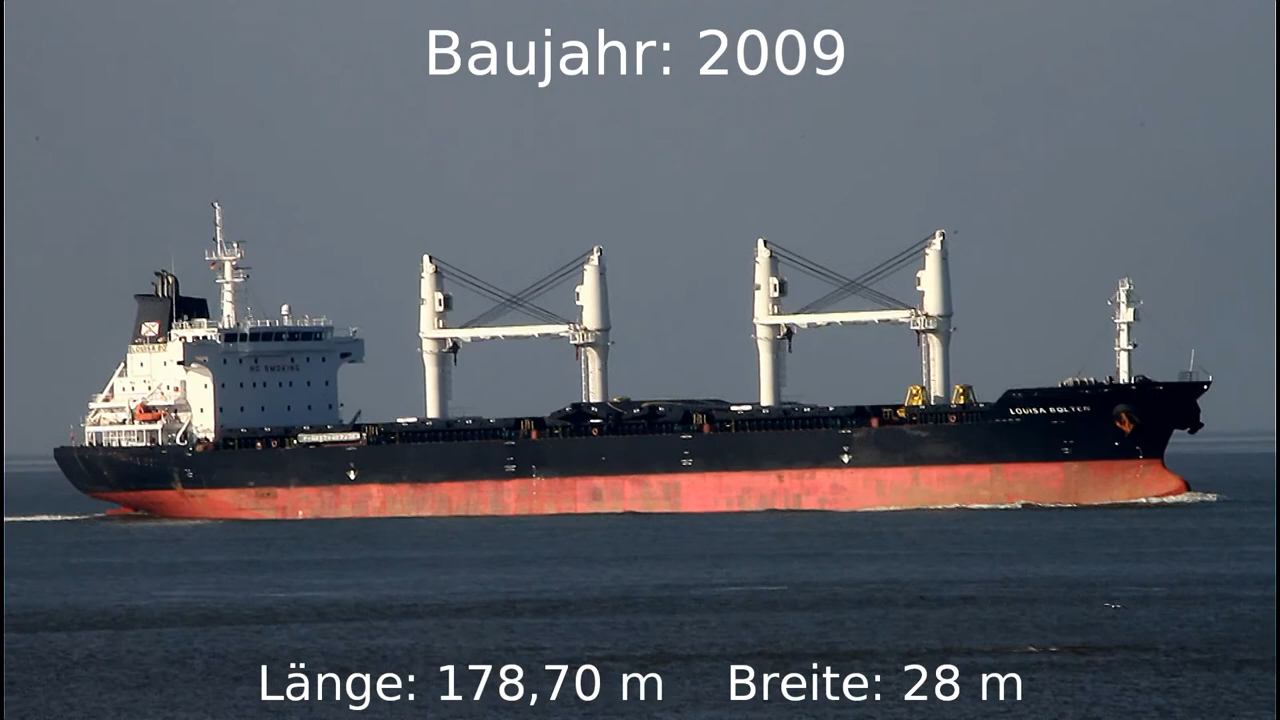 Baujahr: 2009
NO SMOKING
LOUISA BOLTEN
Länge: 178,70 m Breite: 28 m